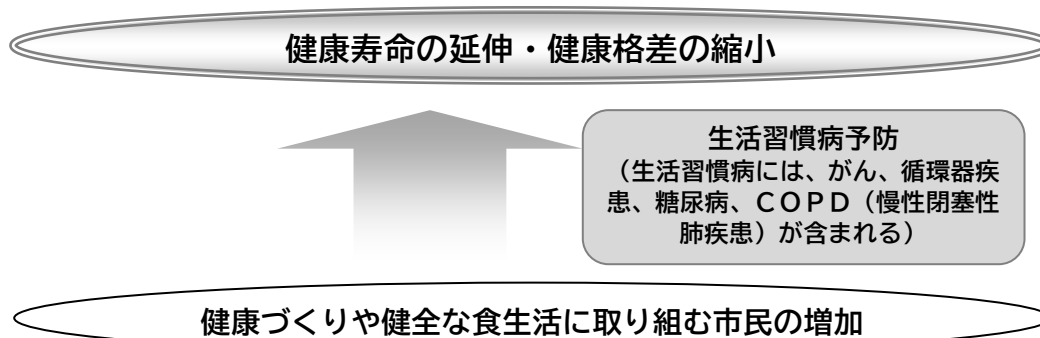 健康寿命の延伸・健康格差の縮小
生活習慣病予防
（生活習慣病には、がん、循環器疾
患、糖尿病、ＣＯＰＤ（慢性閉塞性
肺疾患）が含まれる）
健康づくりや健全な食生活に取り組む市民の増加